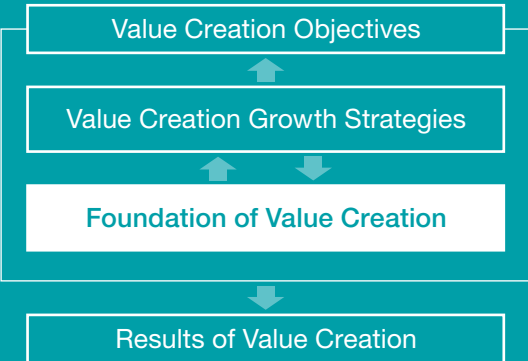 Value Creation Objectives
Value Creation Growth Strategies
Foundation of Value Creation
Results of Value Creation